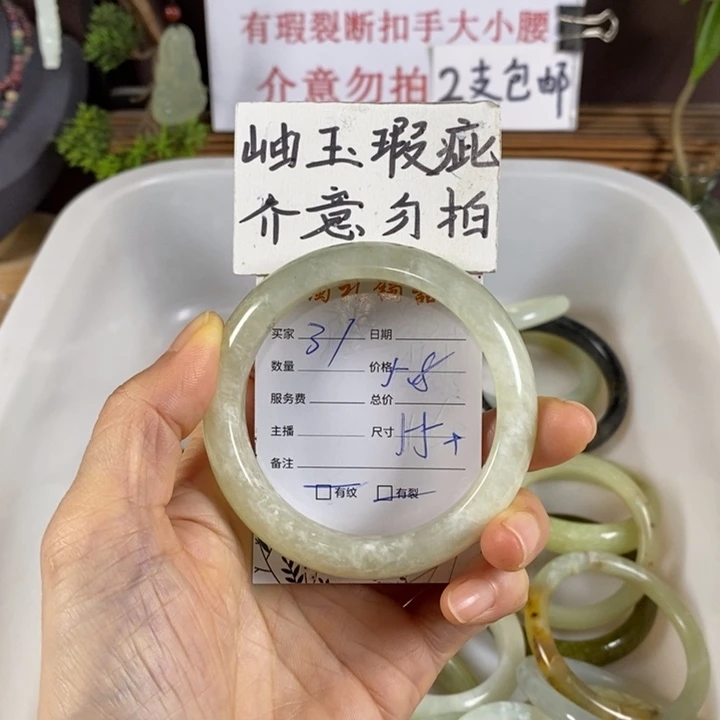 有瑕裂断扣手大小腰
介意勿拍 2支包邮
岫玉瑕疵
介意勿拍
买家 31 日期
数量 价格
服务费 总价
主播 尺寸
备注
有纹 有裂